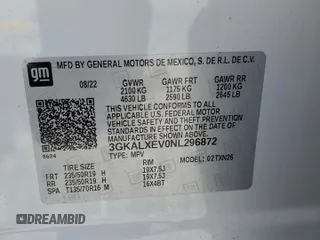 gm
MFD BY GENERAL MOTORS DE MEXICO, S. DE R.L. DE C.V.
08/22 GVWR GAWR FRT GAWR RR
2100 KG 1175 KG 1200 KG
4630 LB 2590 LB 2645 LB
THIS VEHICLE CONFORMS TO ALL APPLICABLE
U.S. FEDERAL MOTOR VEHICLE SAFETY, BUMPER,
AND THEFT PREVENTION STANDARDS IN EFFECT
ON THE DATE OF MANUFACTURE SHOWN ABOVE.
3GKALXEV0NL296872
TYPE: MPV MODEL: 02TXN26
TIRE SIZE RIM
FRT 235/50R19 H 19X7.5J
RR 235/50R19 H 19X7.5J
SPA T135/70R16 M 16X4BT
DREAMBID